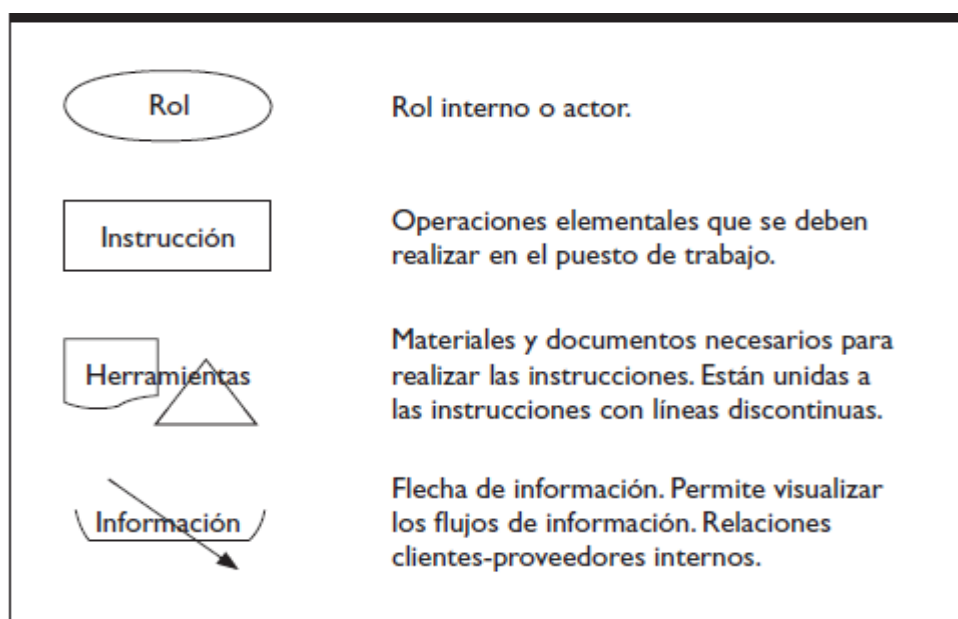 Rol
Rol interno o actor.
Instrucción
Operaciones elementales que se deben
realizar en el puesto de trabajo.
Herramientas
Materiales y documentos necesarios para
realizar las instrucciones. Están unidas a
las instrucciones con líneas discontinuas.
Información
Flecha de información. Permite visualizar
los flujos de información. Relaciones
clientes-proveedores internos.